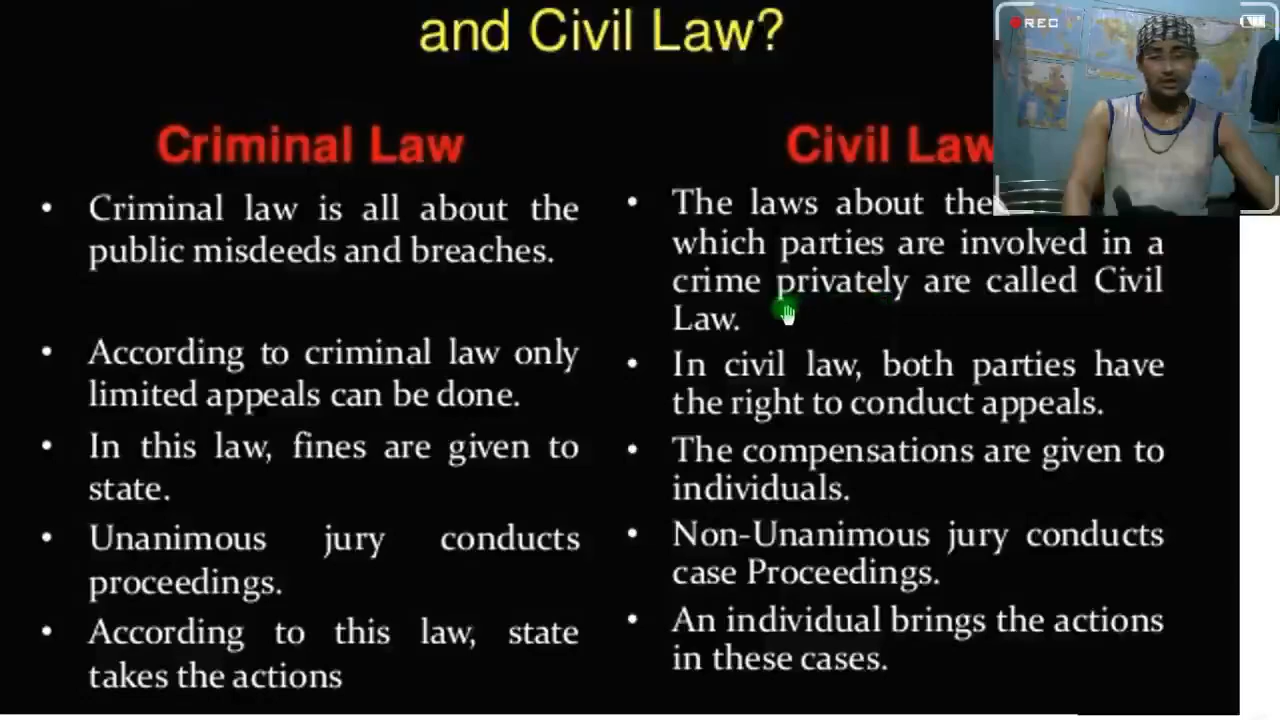 and Civil Law?
REC
Criminal Law
• Criminal law is all about the
public misdeeds and breaches.
• According to criminal law only
limited appeals can be done.
• In this law, fines are given to
state.
• Unanimous jury conducts
proceedings.
• According to this law, state
takes the actions
Civil Law
• The laws about the
which parties are involved in a
crime privately are called Civil
Law.
• In civil law, both parties have
the right to conduct appeals.
• The compensations are given to
individuals.
• Non-Unanimous jury conducts
case Proceedings.
• An individual brings the actions
in these cases.